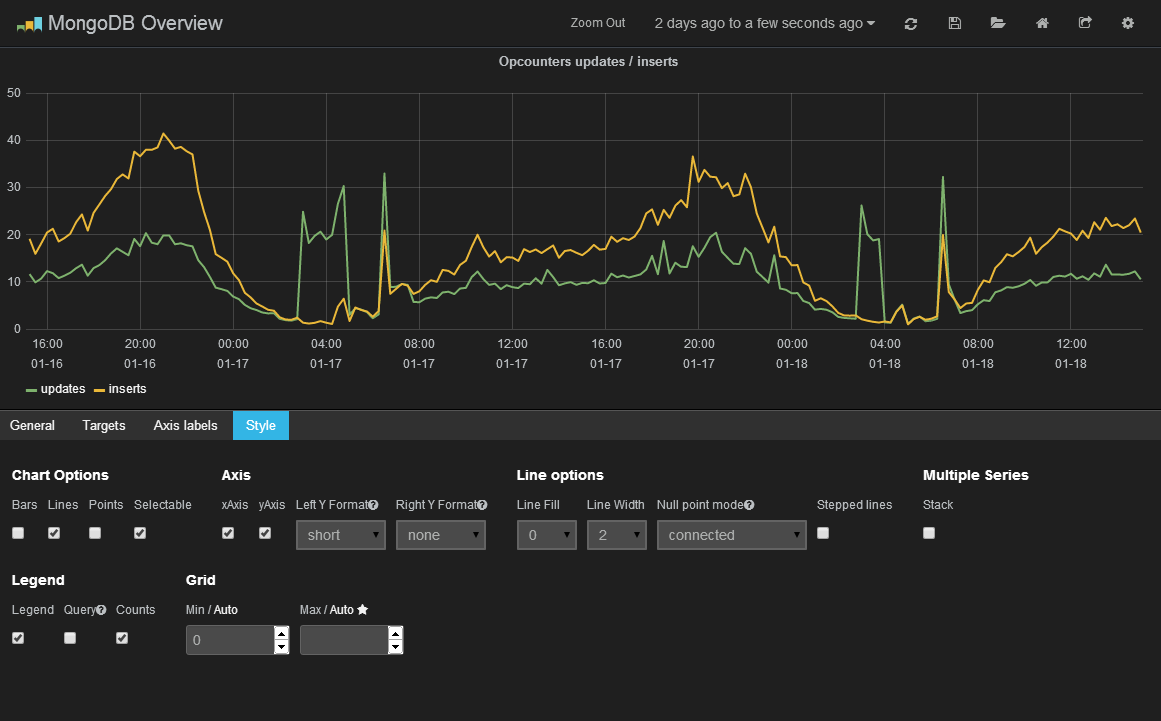 MongoDB Overview
Zoom Out
2 days ago to a few seconds ago
Opcounters updates / inserts
50
40
30
20
10
0
16:00 20:00 00:00 04:00 08:00 12:00 16:00 20:00 00:00 04:00 08:00 12:00
01-16 01-16 01-17 01-17 01-17 01-17 01-17 01-17 01-18 01-18 01-18 01-18
updates inserts
General Targets Axis labels Style
Chart Options Axis Line options Multiple Series
Bars Lines Points Selectable xAxis yAxis Left Y Format Right Y Format Line Fill Line Width Null point mode Stepped lines Stack
short none 0 2 connected
Legend Grid
Legend Query Counts Min / Auto Max / Auto
0